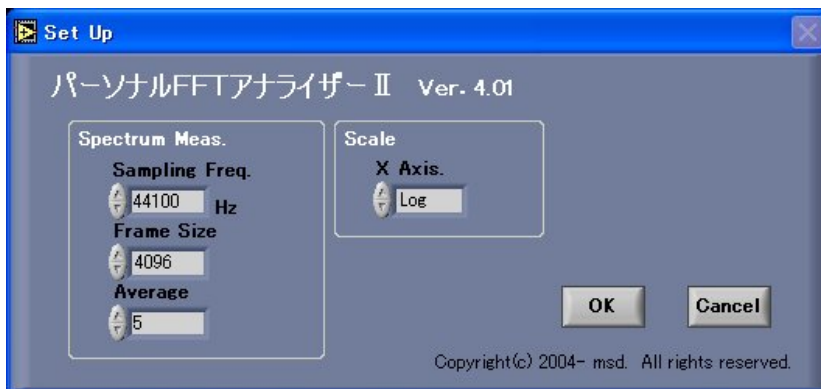 Set Up
パーソナルFFTアナライザーⅡ Ver. 4.01
Spectrum Meas.
Sampling Freq.
44100 Hz
Frame Size
4096
Average
5
Scale
X Axis.
Log
OK Cancel
Copyright(c) 2004- msd. All rights reserved.